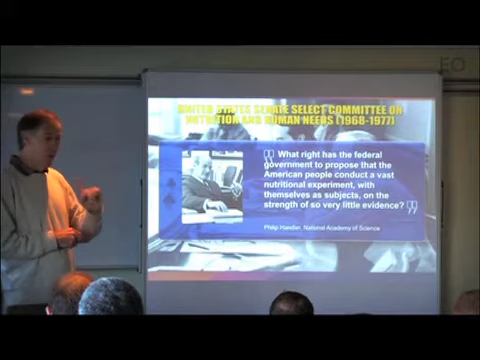 EO
UNITED STATES SENATE SELECT COMMITTEE ON
NUTRITION AND HUMAN NEEDS (1968-1977)
What right has the federal
government to propose that the
American people conduct a vast
nutritional experiment, with
themselves as subjects, on the
strength of so very little evidence?
Philip Handler, National Academy of Science